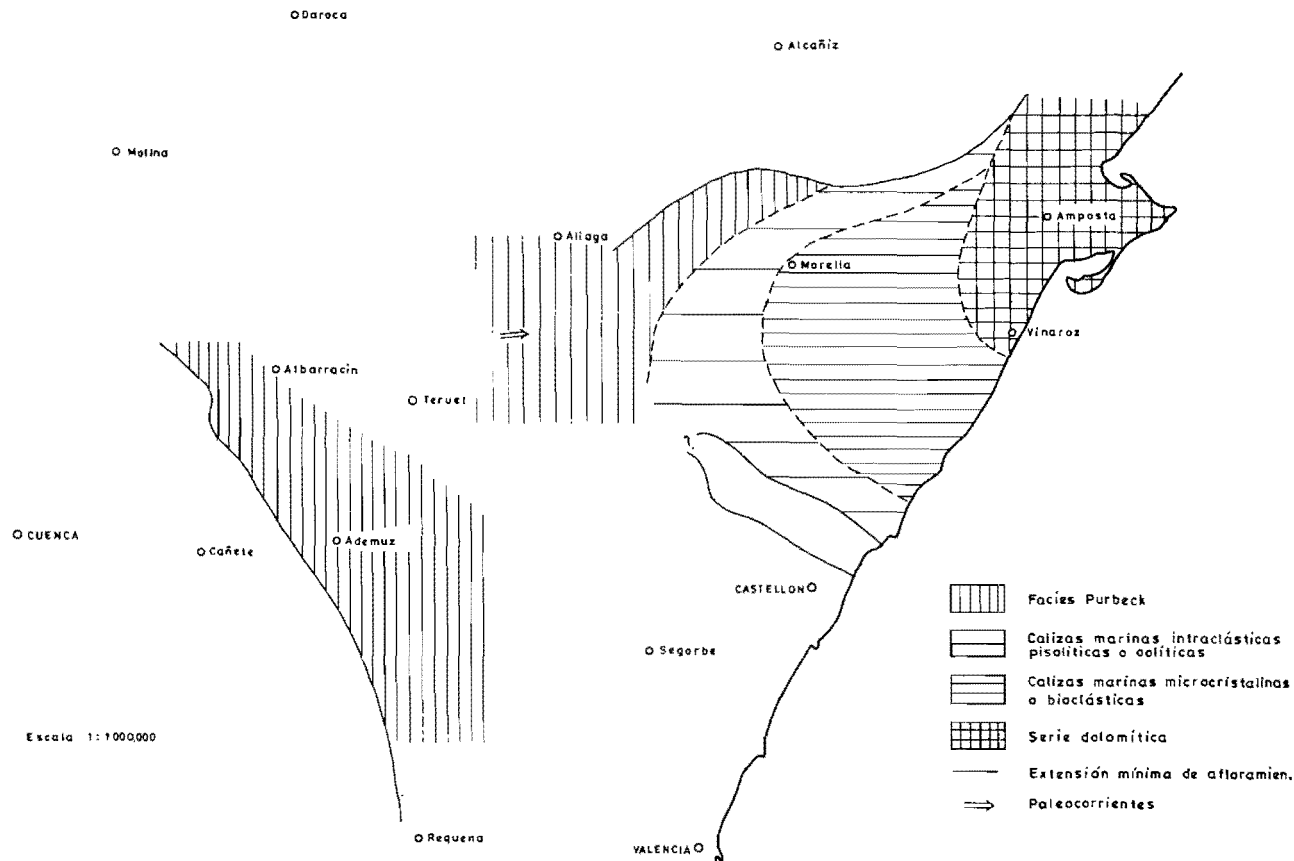 Daroca
Alcañiz
Molina
Amposta
Aliaga
Morella
Vinaroz
Albarracin
Teruel
CUENCA
Cañete
Ademuz
CASTELLON
Segorbe
Requena
VALENCIA
Escala 1:1000,000
Facies Purbeck
Calizas marinas intraclásticas
pisolíticas o oolíticas
Calizas marinas microcristalinas
o bioclásticas
Serie dolomítica
Extensión mínima de afloramien.
Paleocorrientes